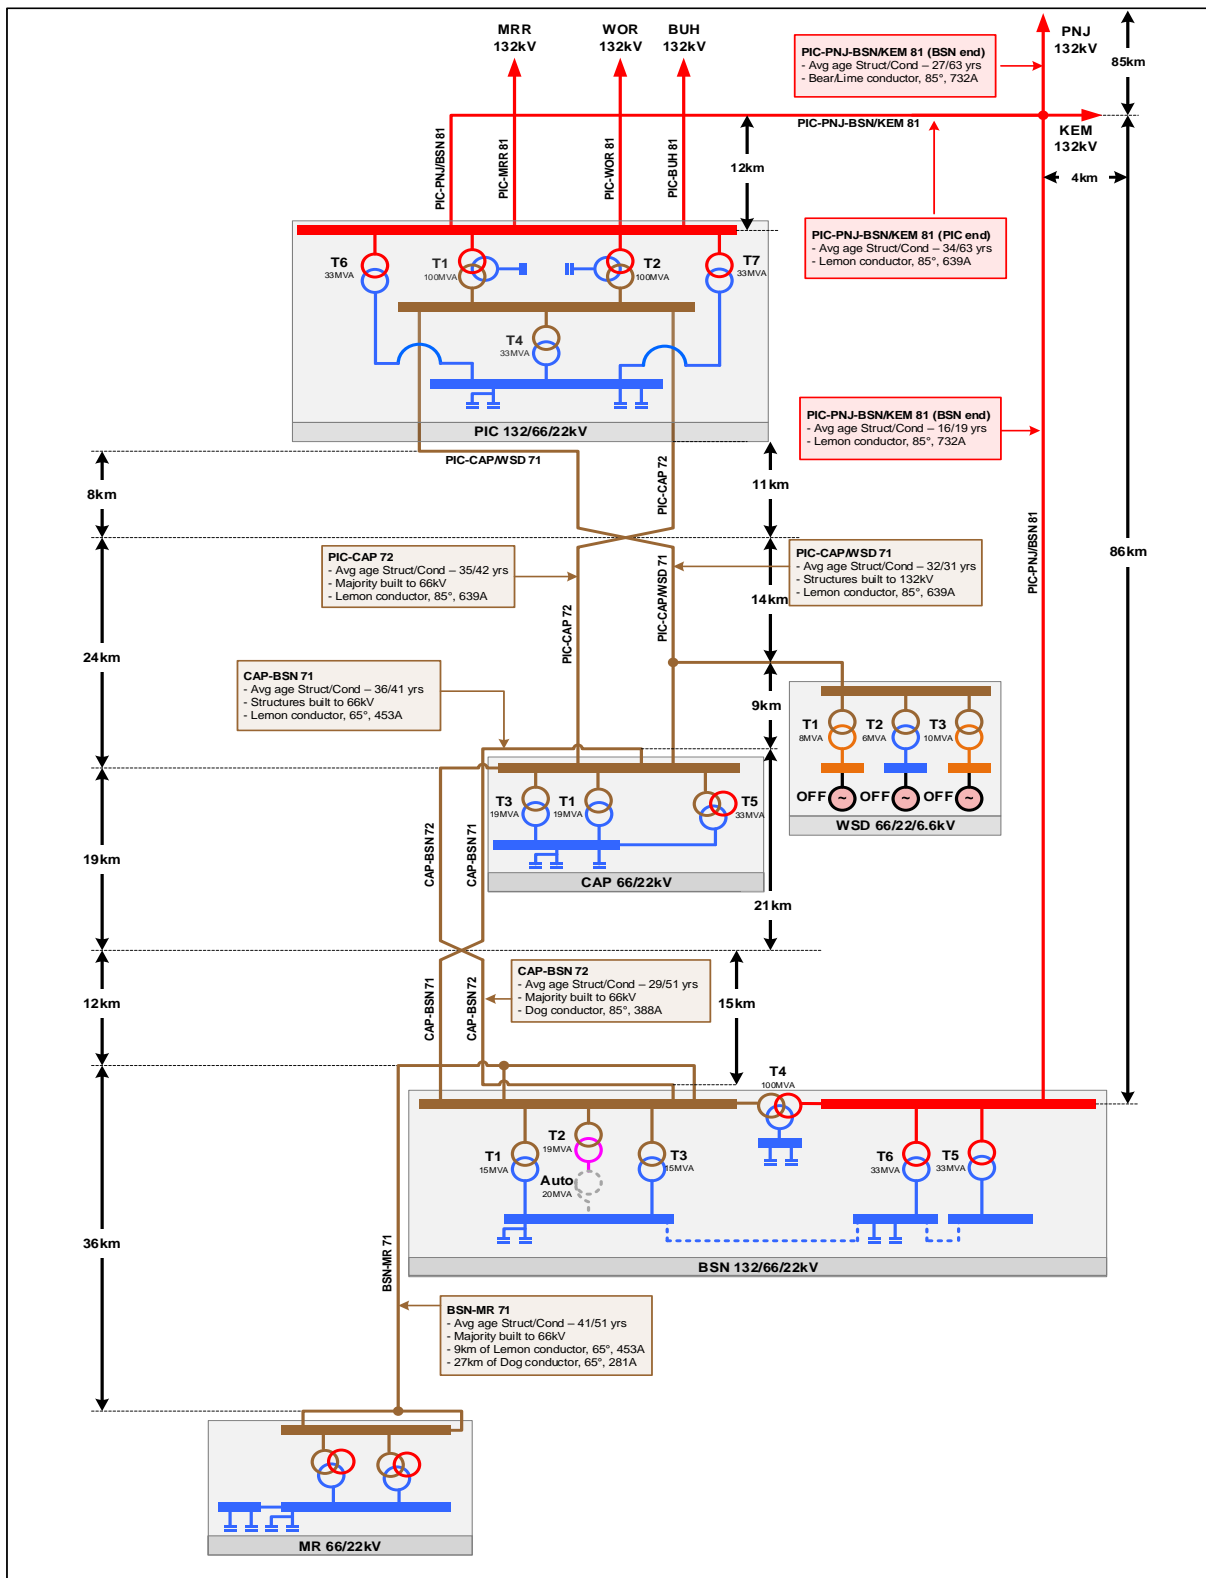 MRR
132kV
WOR
132kV
BUH
132kV
PNJ
132kV
85km
PIC-PNJ-BSN/KEM 81 (BSN end)
- Avg age Struct/Cond – 27/63 yrs
- Bear/Lime conductor, 85°, 732A
PIC-PNJ-BSN/KEM 81
KEM
132kV
PIC-PNJ/BSN 81
PIC-MRR 81
PIC-WOR 81
PIC-BUH 81
12km
4km
PIC-PNJ-BSN/KEM 81 (PIC end)
- Avg age Struct/Cond – 34/63 yrs
- Lemon conductor, 85°, 639A
T6
33MVA
T1
100MVA
T2
100MVA
T7
33MVA
T4
33MVA
PIC 132/66/22kV
PIC-PNJ-BSN/KEM 81 (BSN end)
- Avg age Struct/Cond – 16/19 yrs
- Lemon conductor, 85°, 732A
PIC-CAP/WSD 71
PIC-CAP 72
8km
11km
PIC-CAP 72
- Avg age Struct/Cond – 35/42 yrs
- Majority built to 66kV
- Lemon conductor, 85°, 639A
PIC-CAP/WSD 71
- Avg age Struct/Cond – 32/31 yrs
- Structures built to 132kV
- Lemon conductor, 85°, 639A
PIC-PNJ/BSN 81
86km
PIC-CAP 72
PIC-CAP/WSD 71
14km
24km
CAP-BSN 71
- Avg age Struct/Cond – 36/41 yrs
- Structures built to 66kV
- Lemon conductor, 65°, 453A
9km
T1
8MVA
T2
6MVA
T3
10MVA
OFF
~
OFF
~
OFF
~
WSD 66/22/6.6kV
T3
19MVA
T1
19MVA
T5
33MVA
CAP 66/22kV
CAP-BSN 72
CAP-BSN 71
19km
21km
CAP-BSN 71
CAP-BSN 72
12km
CAP-BSN 72
- Avg age Struct/Cond – 29/51 yrs
- Majority built to 66kV
- Dog conductor, 85°, 388A
15km
T4
100MVA
T1
15MVA
T2
19MVA
Auto
20MVA
T3
15MVA
T6
33MVA
T5
33MVA
BSN 132/66/22kV
36km
BSN-MR 71
BSN-MR 71
- Avg age Struct/Cond – 41/51 yrs
- Majority built to 66kV
- 9km of Lemon conductor, 65°, 453A
- 27km of Dog conductor, 65°, 281A
MR 66/22kV